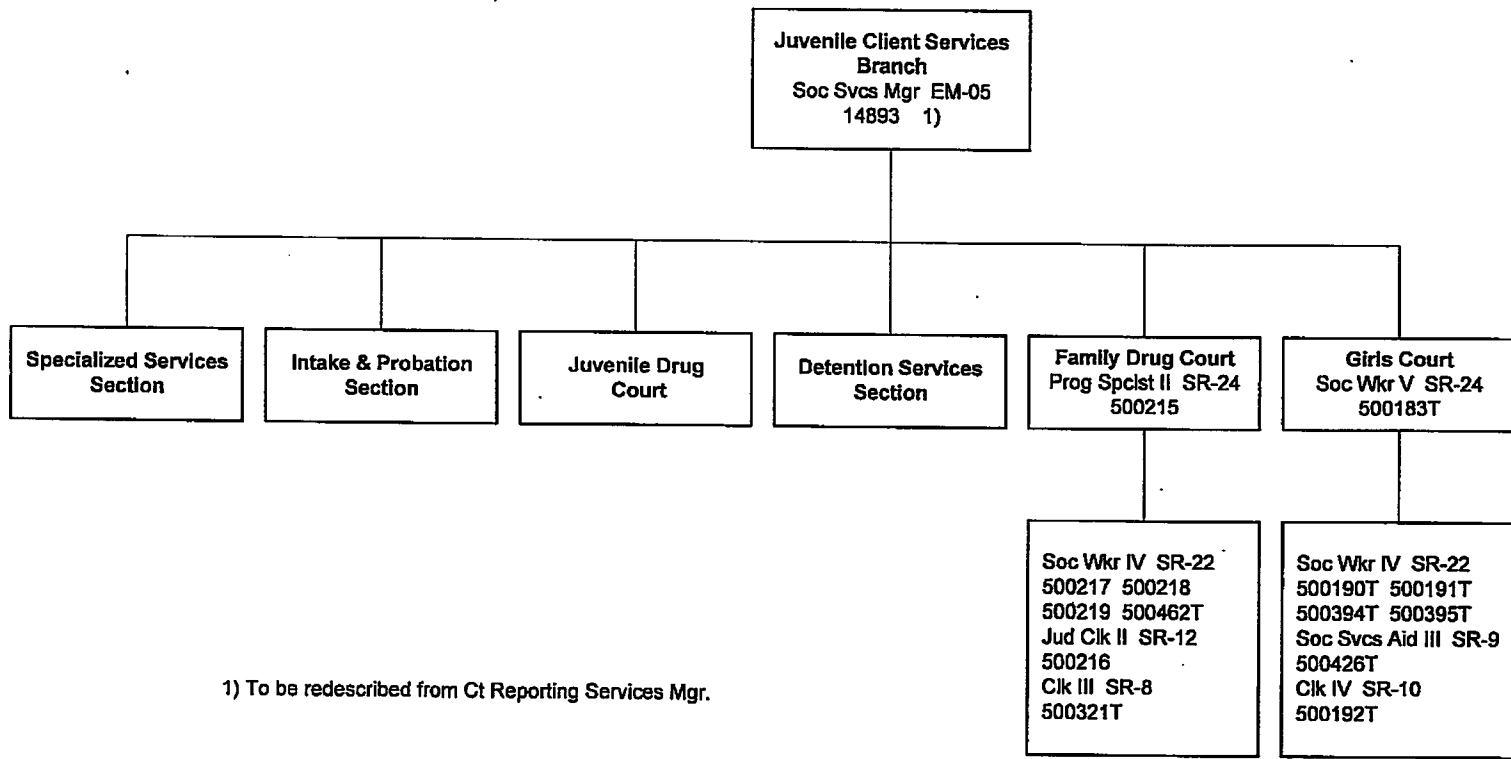 Juvenile Client Services
Branch
Soc Svcs Mgr EM-05
14893 1)
Specialized Services
Section
Intake & Probation
Section
Juvenile Drug
Court
Detention Services
Section
Family Drug Court
Prog Spclst II SR-24
500215
Girls Court
Soc Wkr V SR-24
500183T
Soc Wkr IV SR-22
500217 500218
500219 500462T
Jud Clk II SR-12
500216
Clk III SR-8
500321T
Soc Wkr IV SR-22
500190T 500191T
500394T 500395T
Soc Svcs Aid III SR-9
500426T
Clk IV SR-10
500192T
1) To be redescribed from Ct Reporting Services Mgr.